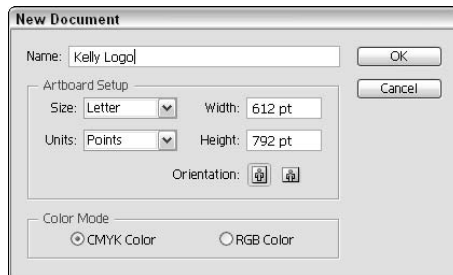 New Document
Name: Kelly Logo
OK
Cancel
Artboard Setup
Size: Letter Width: 612 pt
Units: Points Height: 792 pt
Orientation:
Color Mode
CMYK Color RGB Color